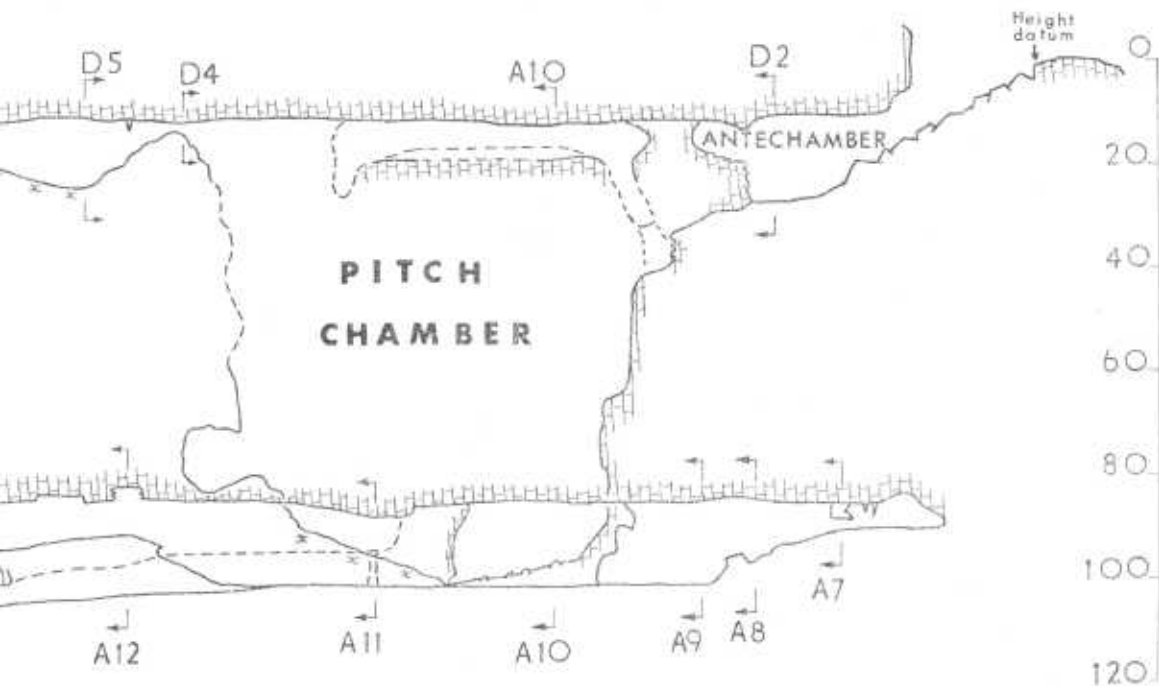 Height
datum
0
D5
D4
A10
D2
ANTECHAMBER
20
40
PITCH
CHAMBER
60
80
100
A7
A12
A11
A10
A9
A8
120